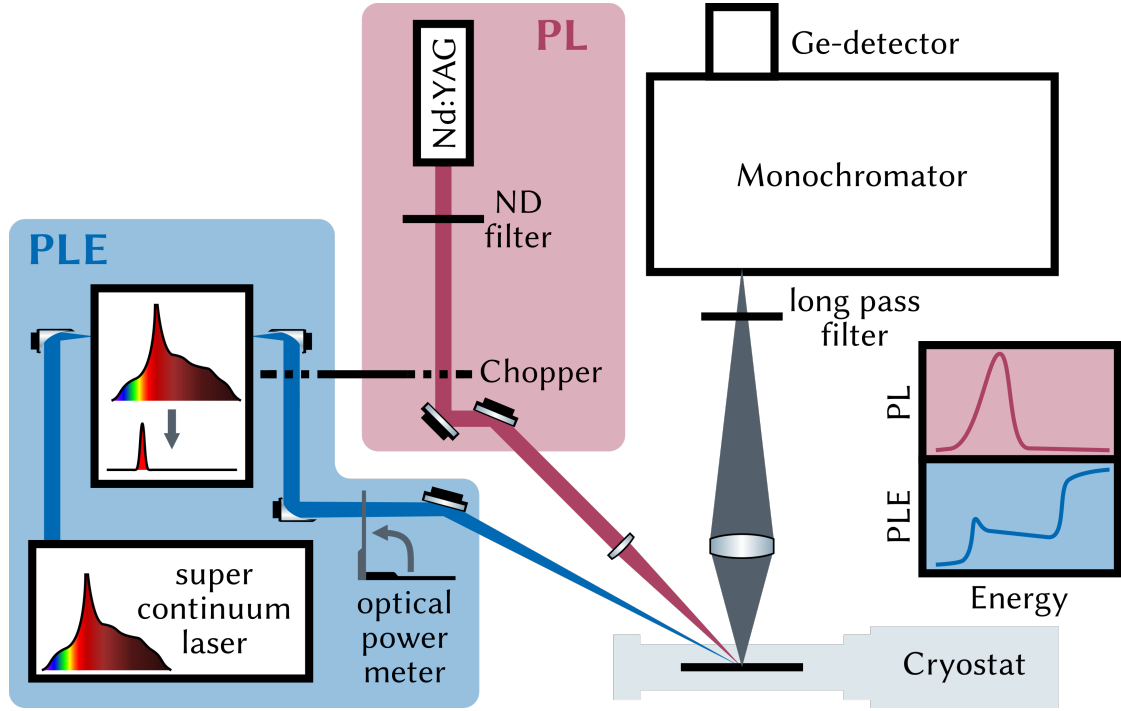 PL
Nd:YAG
ND
filter
Chopper
Ge-detector
Monochromator
long pass
filter
PLE
super
continuum
laser
optical
power
meter
PL
PLE
Energy
Cryostat